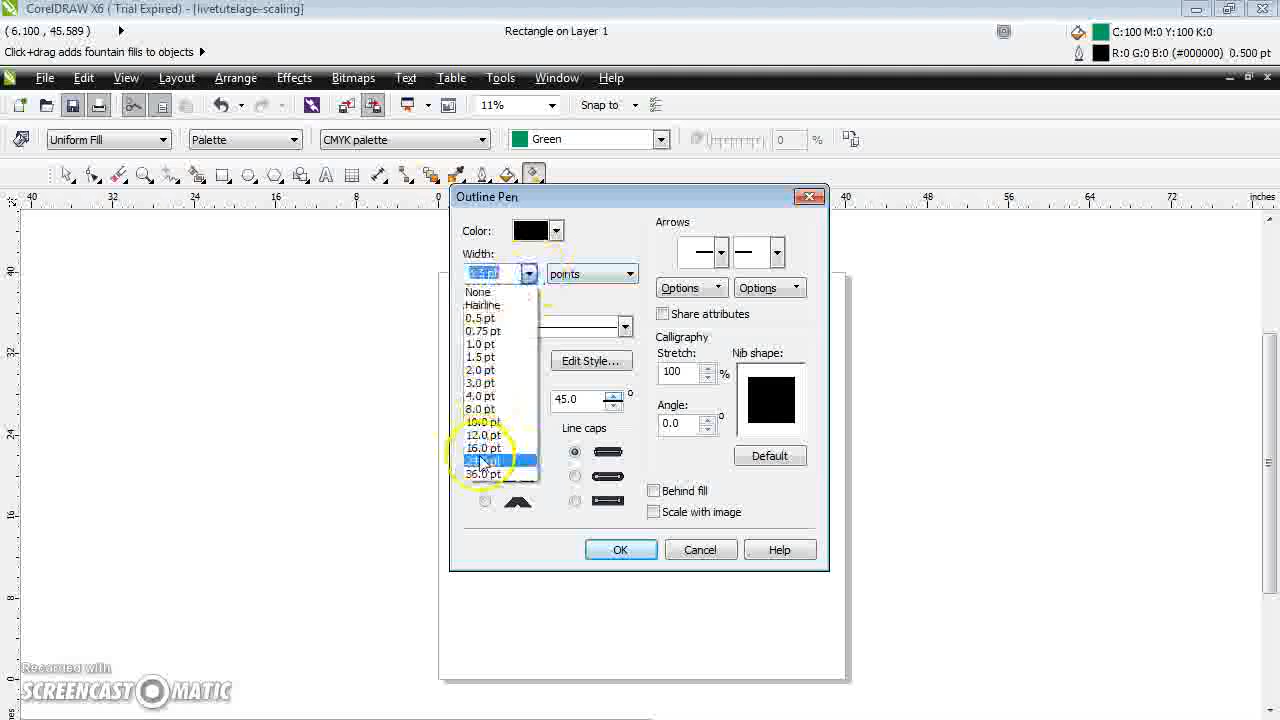 CorelDRAW X6 ( Trial Expired ) - [livetutelage-scaling]
( 6.100 , 45.589 )
Rectangle on Layer 1
C:100 M:0 Y:100 K:0
Click+drag adds fountain fills to objects
R:0 G:0 B:0 (#000000) 0.500 pt
File Edit View Layout Arrange Effects Bitmaps Text Table Tools Window Help
11% Snap to
Uniform Fill Palette CMYK palette Green 0 %
40 32 24 16 8 0 40 48 56 64 72 inches
40
32
24
16
8
0
Outline Pen
Color:
Width:
points
None
Hairline
0.5 pt
0.75 pt
1.0 pt
1.5 pt
2.0 pt
3.0 pt
4.0 pt
8.0 pt
10.0 pt
12.0 pt
16.0 pt
36.0 pt
Edit Style...
45.0 °
Line caps
Arrows
Options Options
Share attributes
Calligraphy
Stretch: Nib shape:
100 %
Angle:
0.0 °
Default
Behind fill
Scale with image
OK Cancel Help
Recorded with
SCREENCAST MATIC